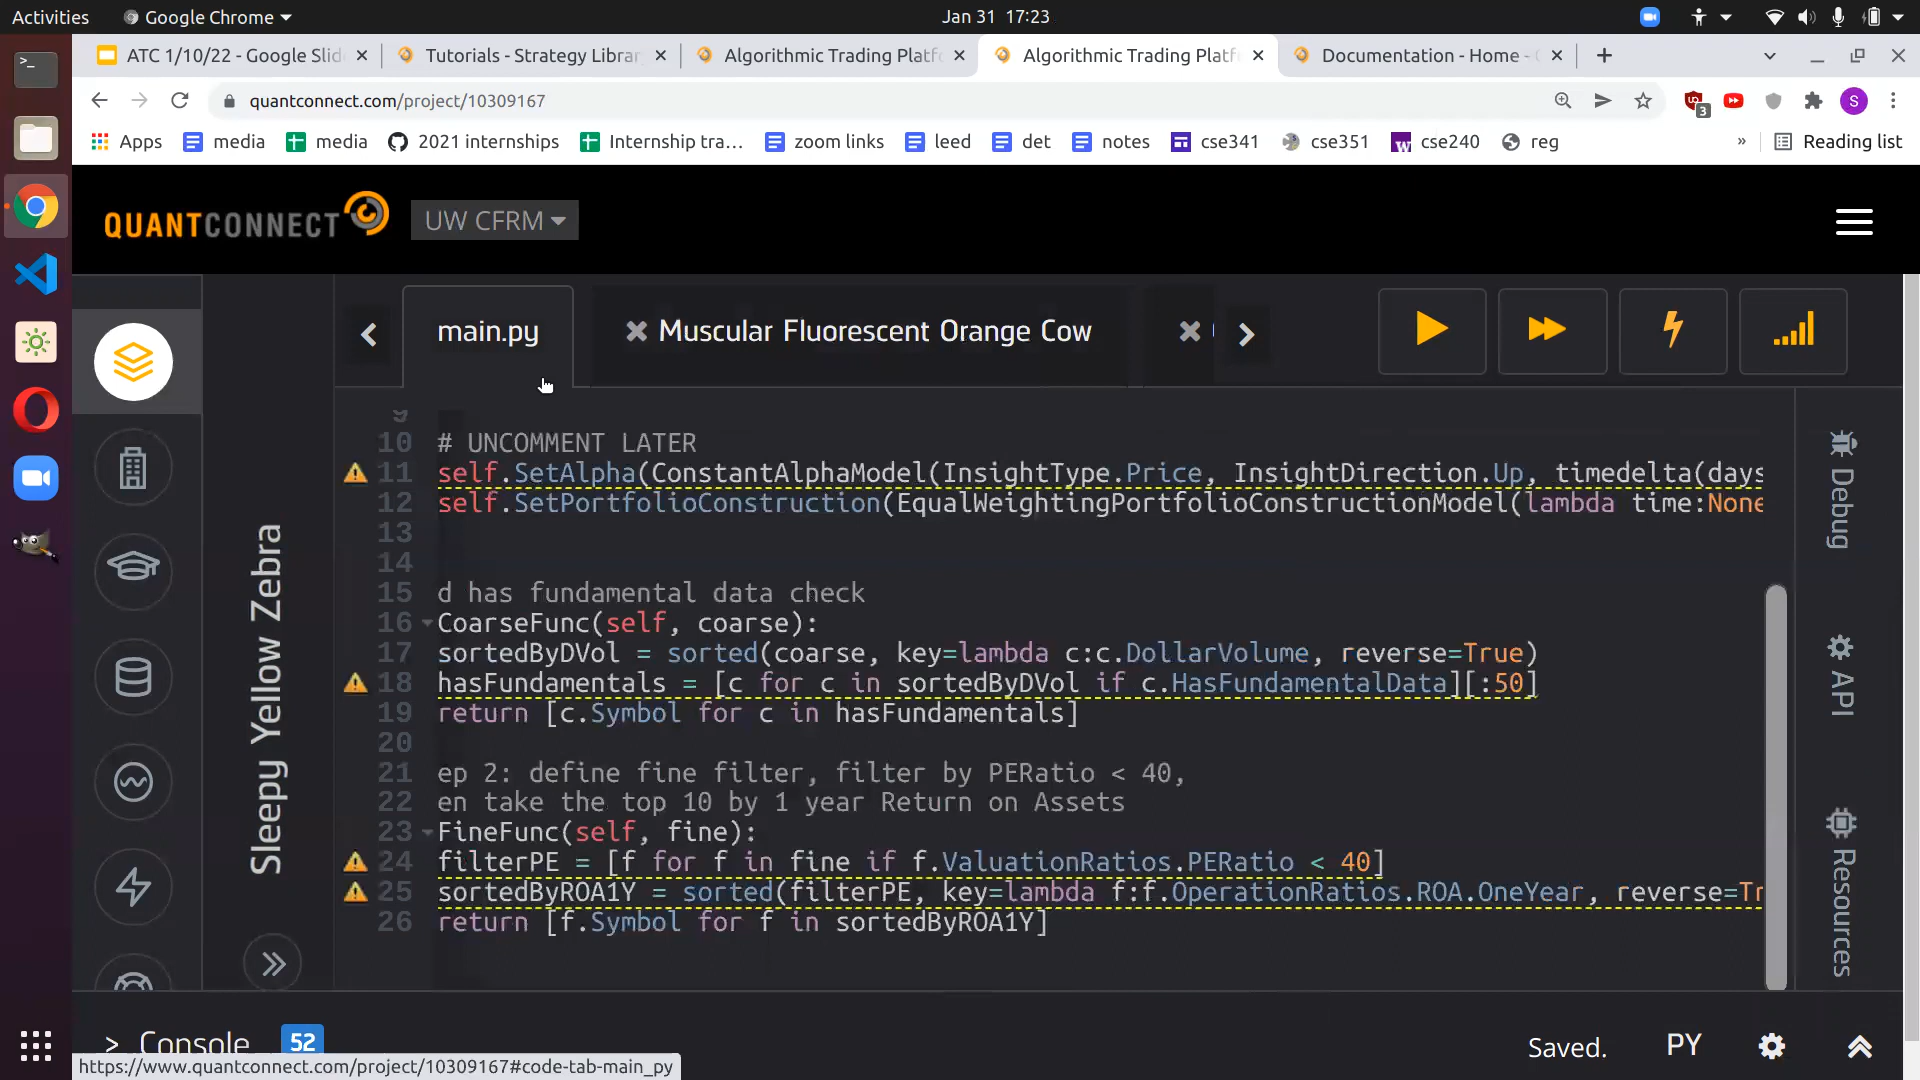 Activities
Google Chrome
Jan 31 17:23
ATC 1/10/22 - Google Slid
Tutorials - Strategy Librar
Algorithmic Trading Platf
Algorithmic Trading Platf
Documentation - Home -
quantconnect.com/project/10309167
3
S
Apps
media
media
2021 internships
Internship tra...
zoom links
leed
det
notes
cse341
cse351
cse240
reg
»
Reading list
QUANTCONNECT
UW CFRM
main.py
Muscular Fluorescent Orange Cow
Sleepy Yellow Zebra
9
10 # UNCOMMENT LATER
11 self.SetAlpha(ConstantAlphaModel(InsightType.Price, InsightDirection.Up, timedelta(days
12 self.SetPortfolioConstruction(EqualWeightingPortfolioConstructionModel(lambda time:None
13
14
15 d has fundamental data check
16 CoarseFunc(self, coarse):
17 sortedByDVol = sorted(coarse, key=lambda c:c.DollarVolume, reverse=True)
18 hasFundamentals = [c for c in sortedByDVol if c.HasFundamentalData][:50]
19 return [c.Symbol for c in hasFundamentals]
20
21 ep 2: define fine filter, filter by PERatio < 40,
22 en take the top 10 by 1 year Return on Assets
23 FineFunc(self, fine):
24 filterPE = [f for f in fine if f.ValuationRatios.PERatio < 40]
25 sortedByROA1Y = sorted(filterPE, key=lambda f:f.OperationRatios.ROA.OneYear, reverse=Tr
26 return [f.Symbol for f in sortedByROA1Y]
Debug
API
Resources
> Console 52
Saved.
PY
https://www.quantconnect.com/project/10309167#code-tab-main_py